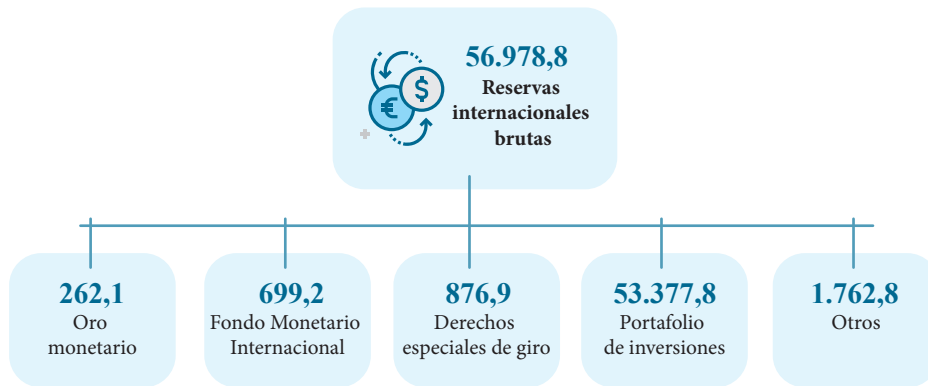 56.978,8
Reservas
internacionales
brutas
262,1
Oro
monetario
699,2
Fondo Monetario
Internacional
876,9
Derechos
especiales de giro
53.377,8
Portafolio
de inversiones
1.762,8
Otros